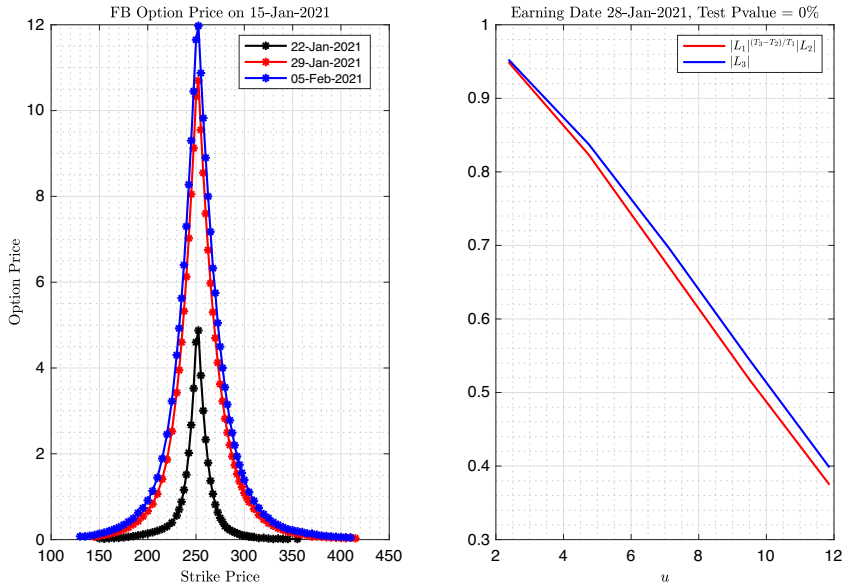 FB Option Price on 15-Jan-2021
22-Jan-2021
29-Jan-2021
05-Feb-2021
Option Price
12
10
8
6
4
2
0
100 150 200 250 300 350 400 450
Strike Price
Earning Date 28-Jan-2021, Test Pvalue = 0%
|L₁|^{(T₃−T₂)/T₁}|L₂|
|L₃|
1
0.9
0.8
0.7
0.6
0.5
0.4
0.3
2 4 6 8 10 12
u